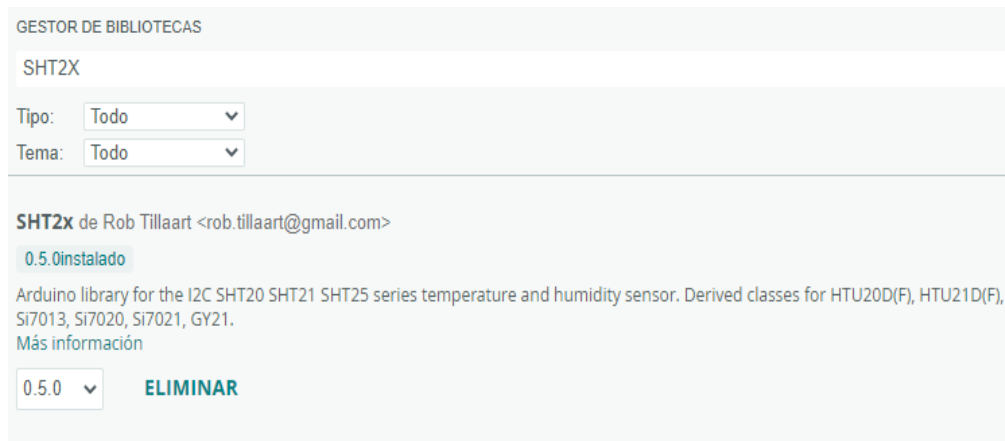 GESTOR DE BIBLIOTECAS
SHT2X
Tipo: Todo
Tema: Todo
SHT2x de Rob Tillaart <rob.tillaart@gmail.com>
0.5.0instalado
Arduino library for the I2C SHT20 SHT21 SHT25 series temperature and humidity sensor. Derived classes for HTU20D(F), HTU21D(F),
Si7013, Si7020, Si7021, GY21.
Más información
0.5.0 ELIMINAR